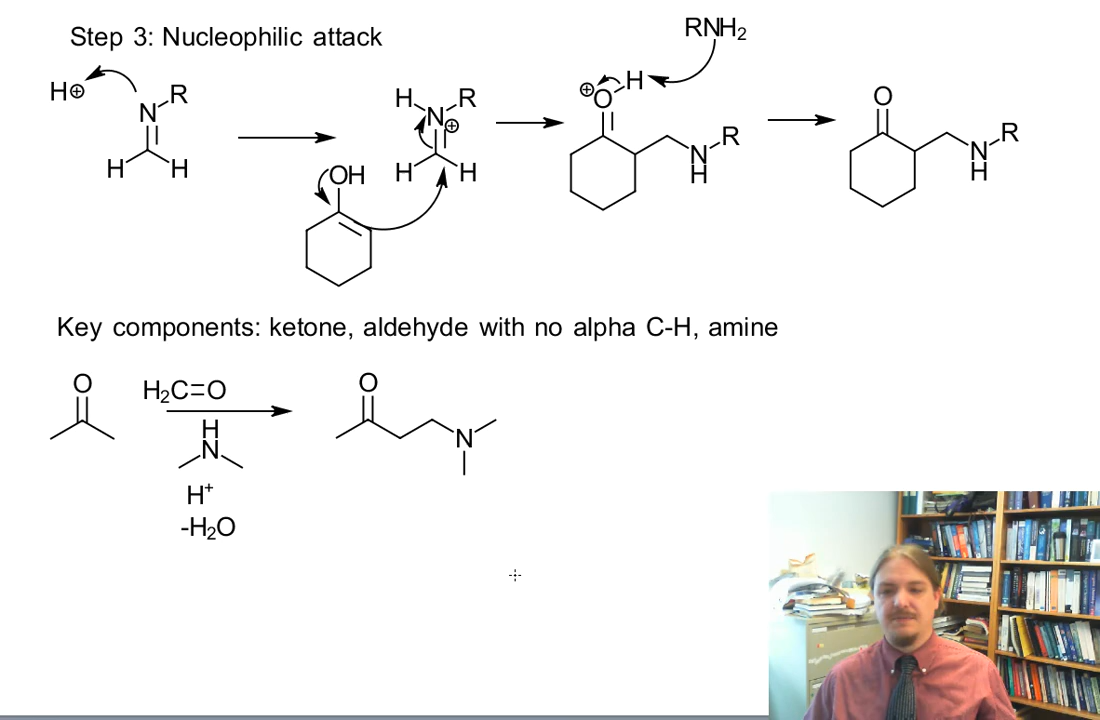 Step 3: Nucleophilic attack
RNH₂
H⊕
N R
H H
H N R
⊕
H H
OH
⊕ O H
N R
H
O
N R
H
Key components: ketone, aldehyde with no alpha C-H, amine
O
H₂C=O
H
N
H⁺
-H₂O
O
N